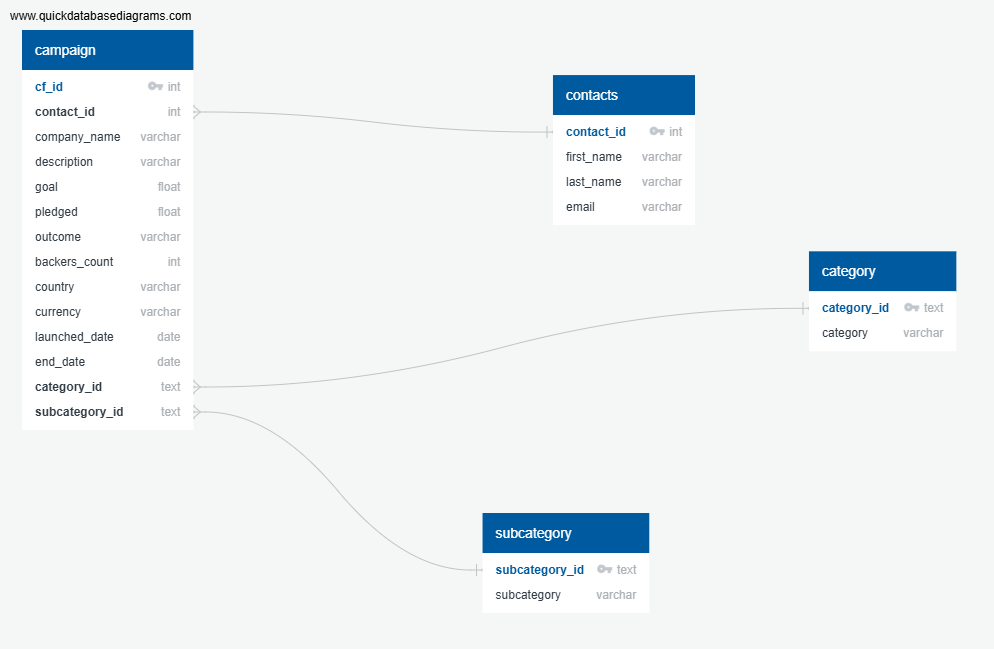 www.quickdatabasediagrams.com
campaign
cf_id int
contact_id int
company_name varchar
description varchar
goal float
pledged float
outcome varchar
backers_count int
country varchar
currency varchar
launched_date date
end_date date
category_id text
subcategory_id text
contacts
contact_id int
first_name varchar
last_name varchar
email varchar
category
category_id text
category varchar
subcategory
subcategory_id text
subcategory varchar